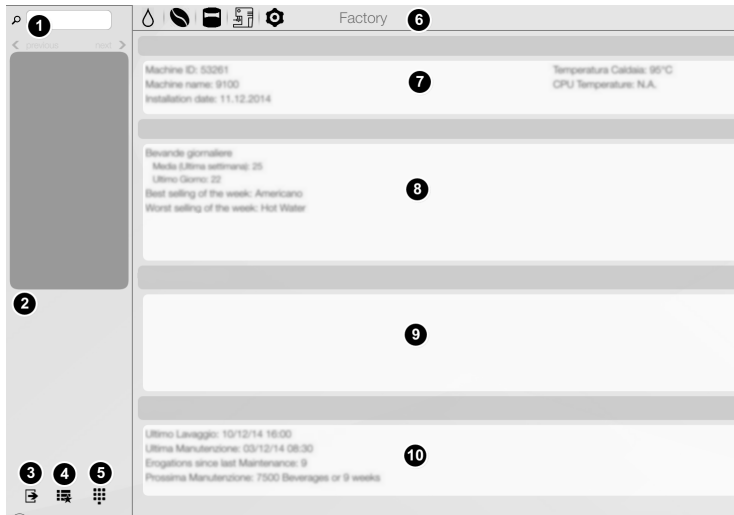 1
previous next
Factory 6
Machine ID: 53261
Machine name: 9100
Installation date: 11.12.2014
7
Temperatura Caldaia: 95°C
CPU Temperature: N.A.
Bevande giornaliere
Media (Ultima settimana): 25
Ultimo Giorno: 22
Best selling of the week: Americano
Worst selling of the week: Hot Water
8
2
9
Ultimo Lavaggio: 10/12/14 16:00
Ultima Manutenzione: 03/12/14 08:30
Erogations since last Maintenance: 9
Prossima Manutenzione: 7500 Beverages or 9 weeks
10
3 4 5